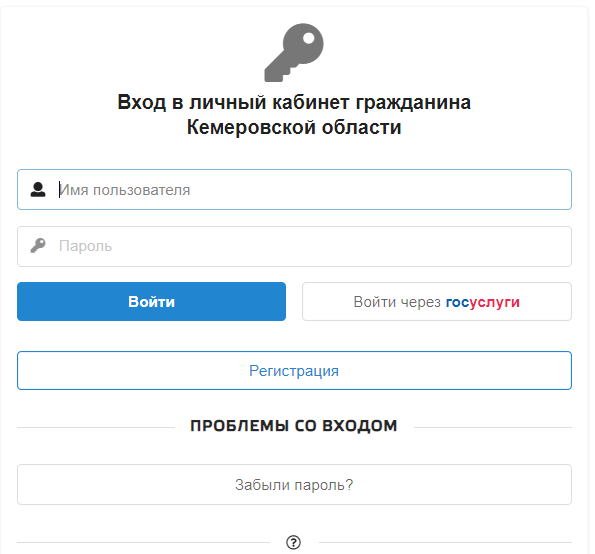 Вход в личный кабинет гражданина
Кемеровской области
Имя пользователя
Пароль
Войти
Войти через госуслуги
Регистрация
ПРОБЛЕМЫ СО ВХОДОМ
Забыли пароль?
?